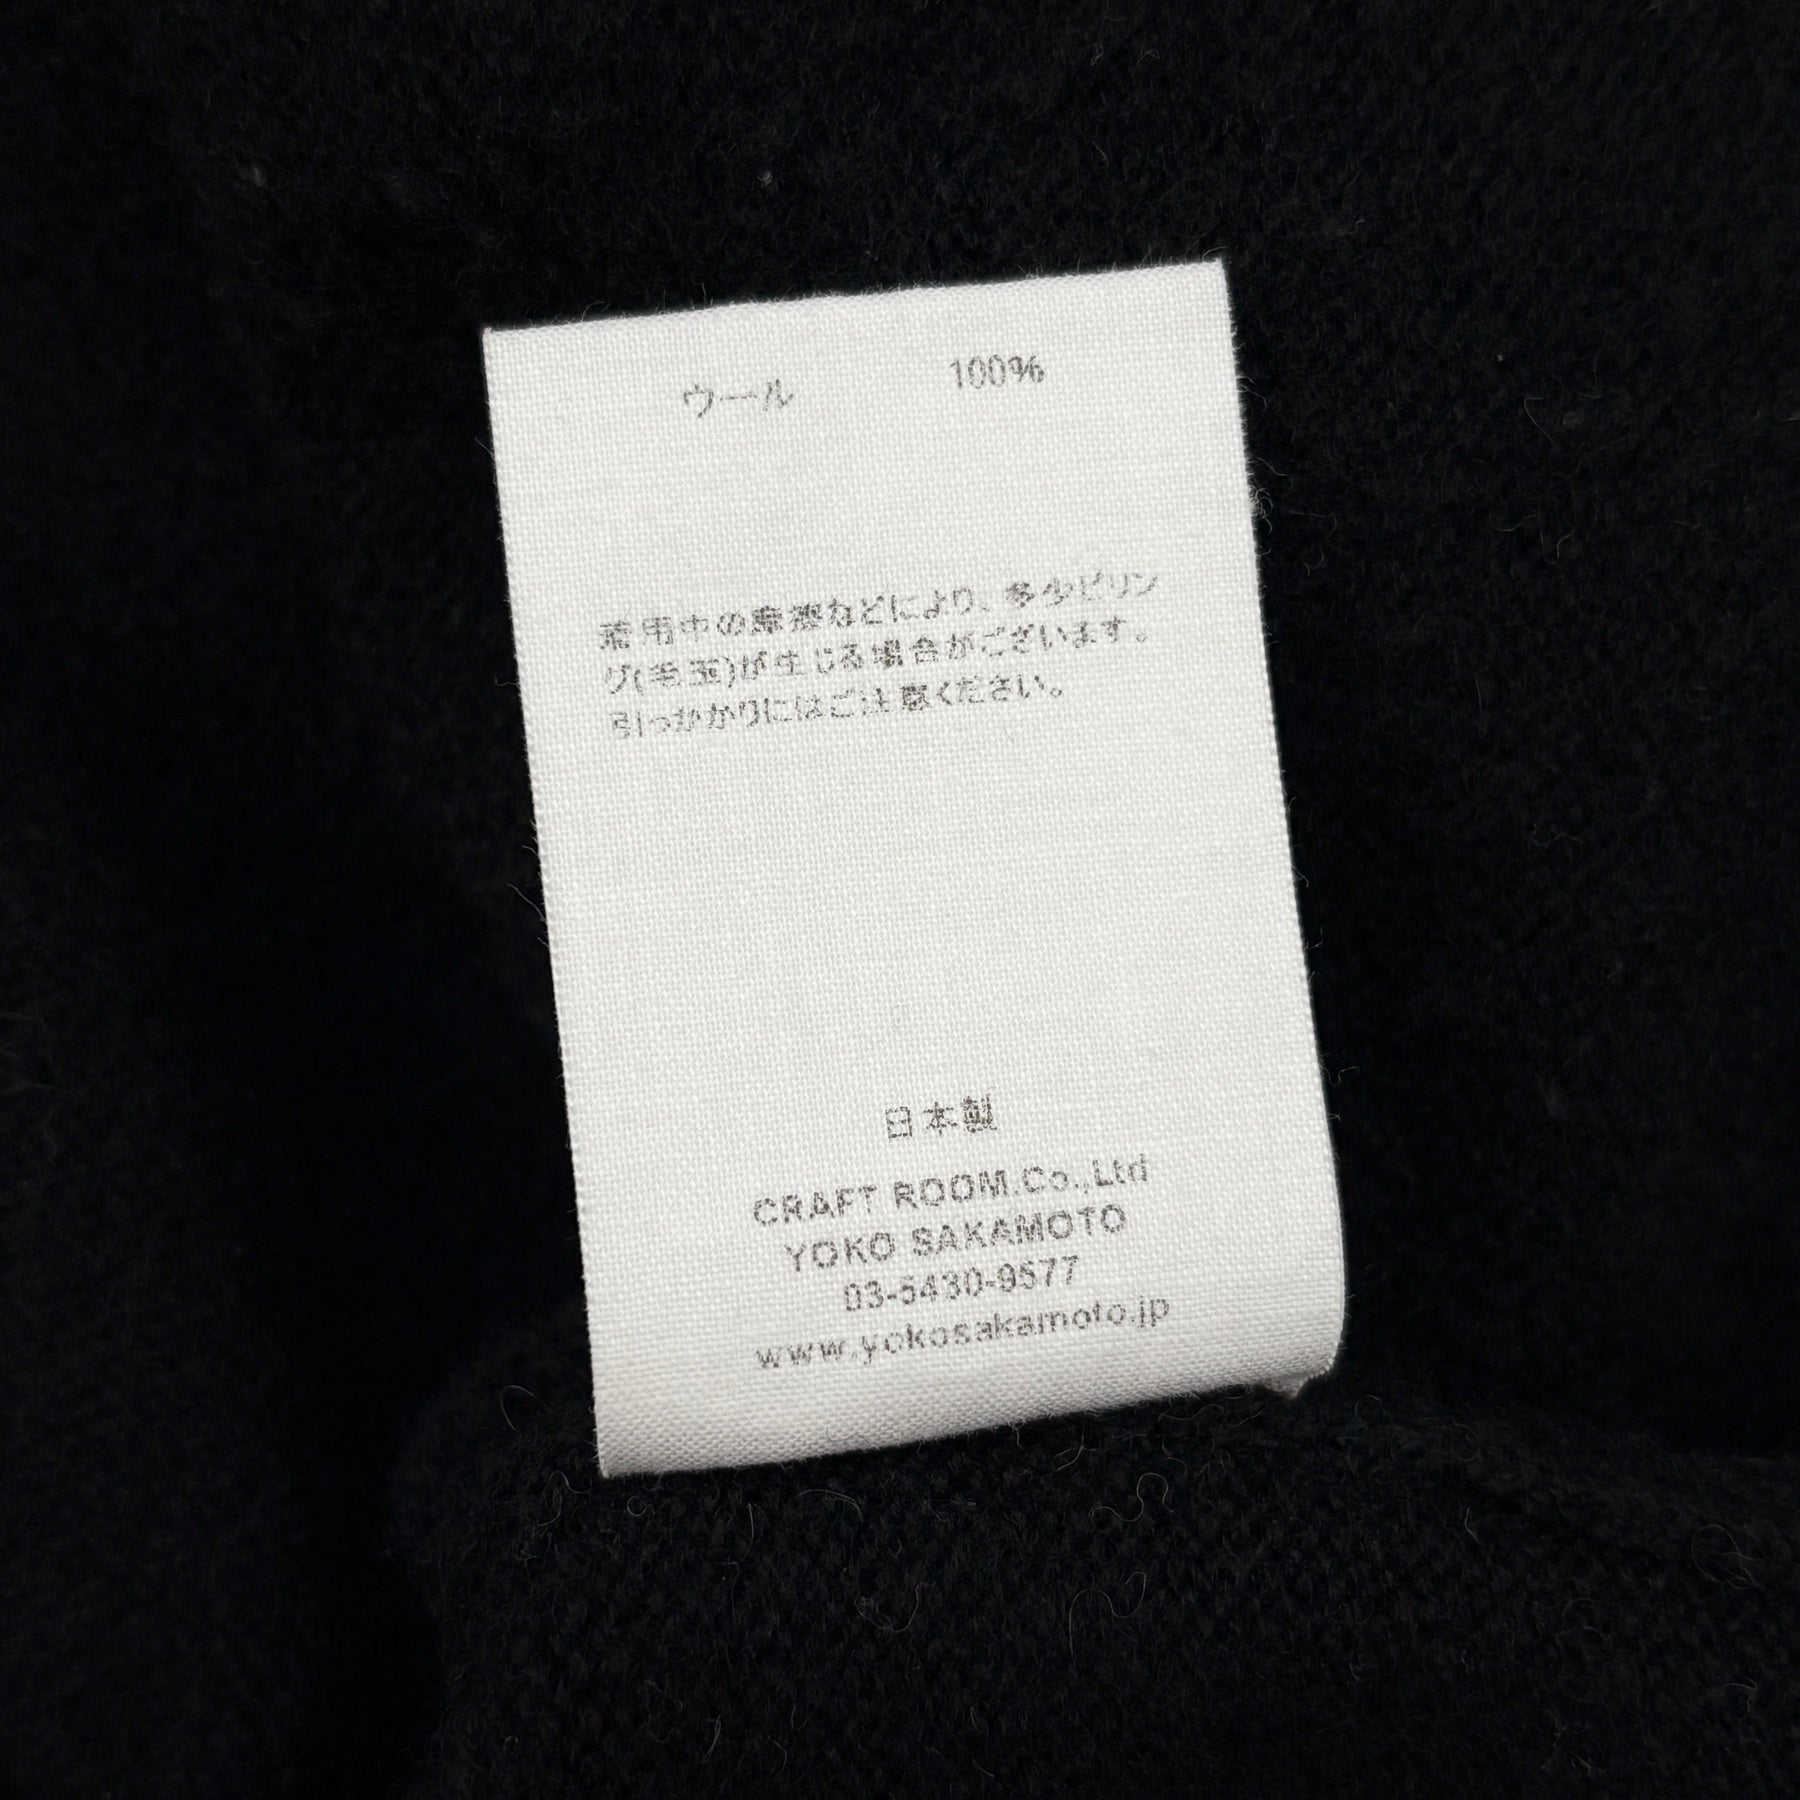 ウール 100%
着用中の摩擦などにより、多少ピリン
グ(毛玉)が生じる場合がございます。
引っかかりにはご注意ください。
日本製
CRAFT ROOM.Co.,Ltd
YOKO SAKAMOTO
03-5430-9577
www.yokosakamoto.jp